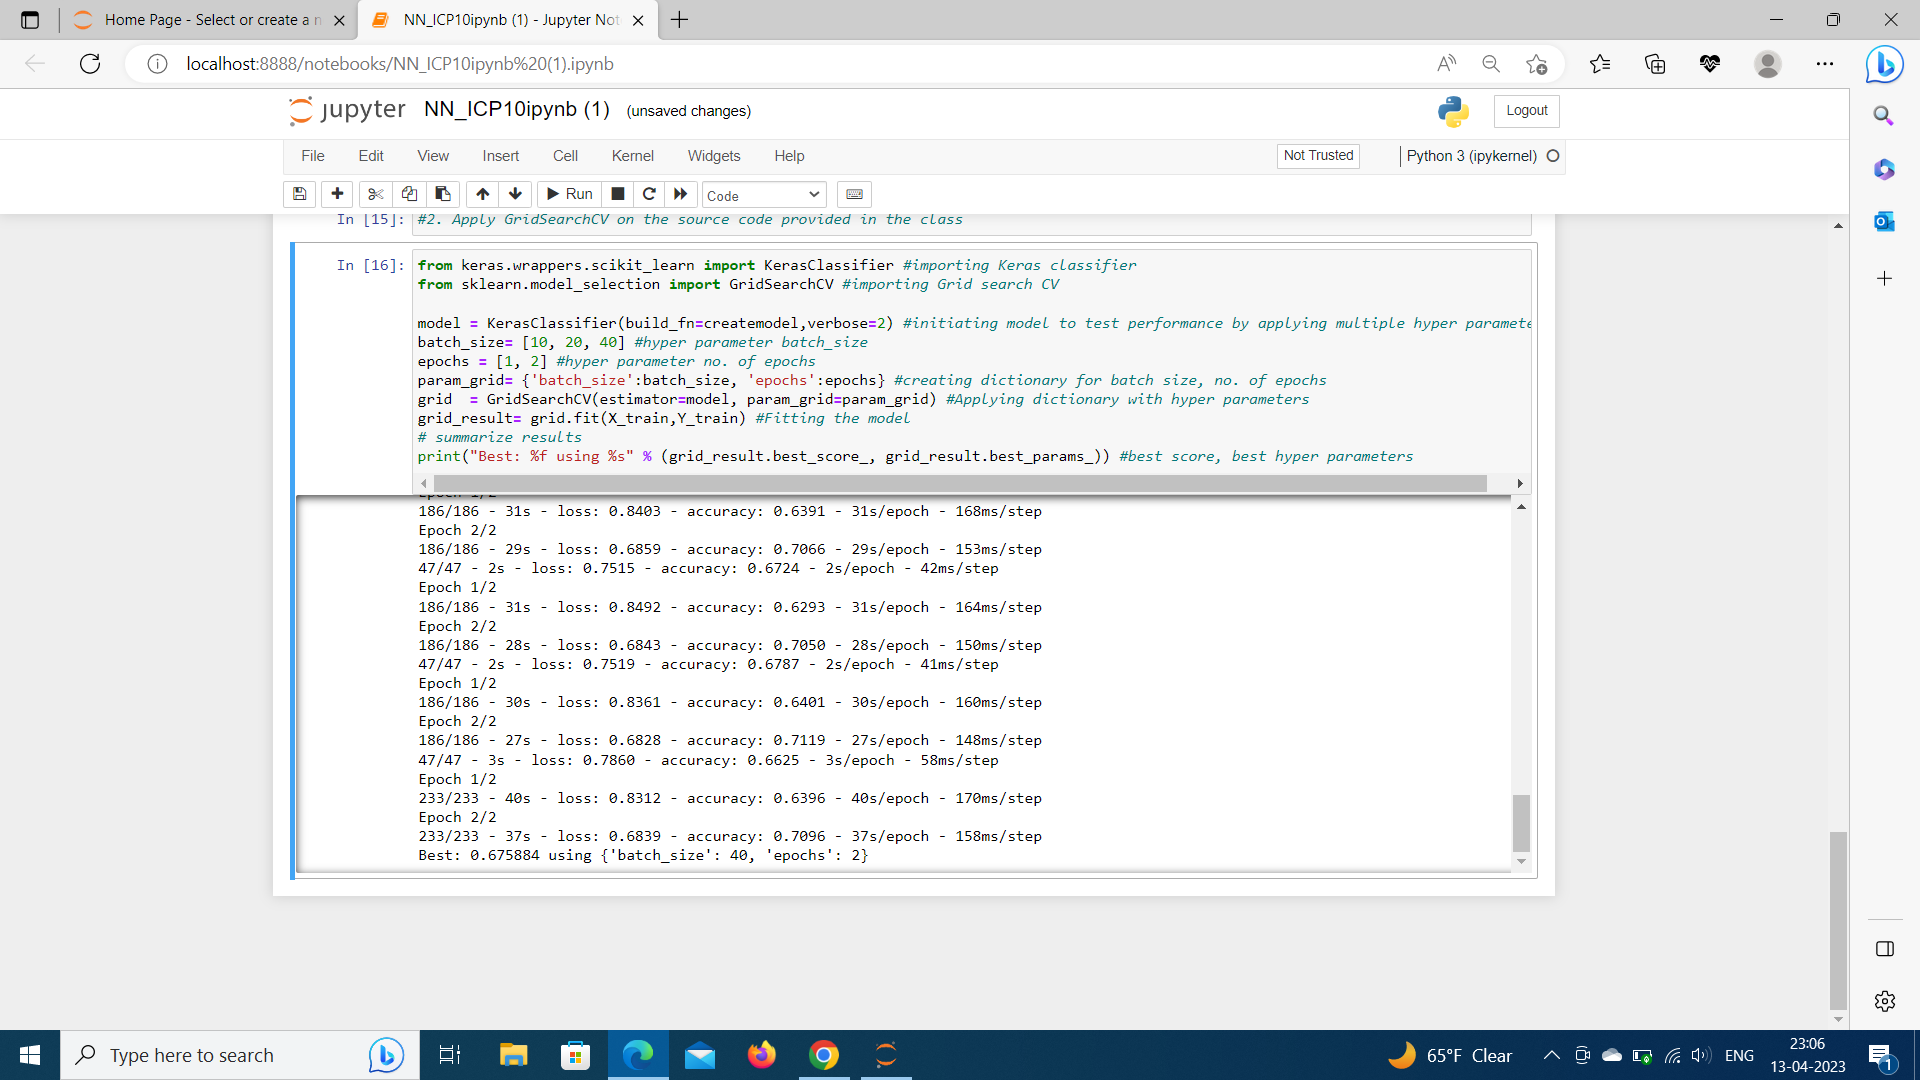 Home Page - Select or create a n
NN_ICP10ipynb (1) - Jupyter Not
localhost:8888/notebooks/NN_ICP10ipynb%20(1).ipynb
jupyter NN_ICP10ipynb (1) (unsaved changes)
Logout
File Edit View Insert Cell Kernel Widgets Help
Not Trusted
Python 3 (ipykernel)
Run
Code
In [15]: #2. Apply GridSearchCV on the source code provided in the class
In [16]: from keras.wrappers.scikit_learn import KerasClassifier #importing Keras classifier
from sklearn.model_selection import GridSearchCV #importing Grid search CV
model = KerasClassifier(build_fn=createmodel,verbose=2) #initiating model to test performance by applying multiple hyper paramete
batch_size= [10, 20, 40] #hyper parameter batch_size
epochs = [1, 2] #hyper parameter no. of epochs
param_grid= {'batch_size':batch_size, 'epochs':epochs} #creating dictionary for batch size, no. of epochs
grid  = GridSearchCV(estimator=model, param_grid=param_grid) #Applying dictionary with hyper parameters
grid_result= grid.fit(X_train,Y_train) #Fitting the model
# summarize results
print("Best: %f using %s" % (grid_result.best_score_, grid_result.best_params_)) #best score, best hyper parameters
Epoch 1/2
186/186 - 31s - loss: 0.8403 - accuracy: 0.6391 - 31s/epoch - 168ms/step
Epoch 2/2
186/186 - 29s - loss: 0.6859 - accuracy: 0.7066 - 29s/epoch - 153ms/step
47/47 - 2s - loss: 0.7515 - accuracy: 0.6724 - 2s/epoch - 42ms/step
Epoch 1/2
186/186 - 31s - loss: 0.8492 - accuracy: 0.6293 - 31s/epoch - 164ms/step
Epoch 2/2
186/186 - 28s - loss: 0.6843 - accuracy: 0.7050 - 28s/epoch - 150ms/step
47/47 - 2s - loss: 0.7519 - accuracy: 0.6787 - 2s/epoch - 41ms/step
Epoch 1/2
186/186 - 30s - loss: 0.8361 - accuracy: 0.6401 - 30s/epoch - 160ms/step
Epoch 2/2
186/186 - 27s - loss: 0.6828 - accuracy: 0.7119 - 27s/epoch - 148ms/step
47/47 - 3s - loss: 0.7860 - accuracy: 0.6625 - 3s/epoch - 58ms/step
Epoch 1/2
233/233 - 40s - loss: 0.8312 - accuracy: 0.6396 - 40s/epoch - 170ms/step
Epoch 2/2
233/233 - 37s - loss: 0.6839 - accuracy: 0.7096 - 37s/epoch - 158ms/step
Best: 0.675884 using {'batch_size': 40, 'epochs': 2}
Type here to search
65°F Clear
ENG
23:06
13-04-2023
1